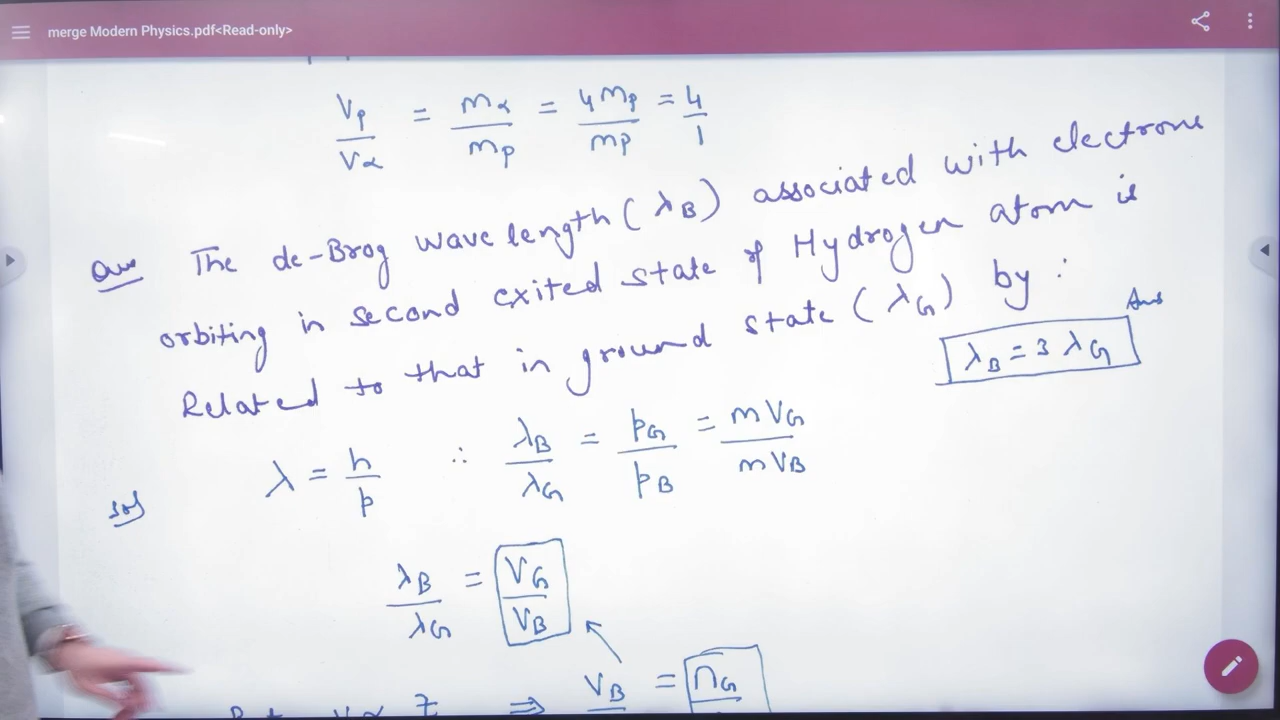 merge Modern Physics.pdf<Read-only>
Vp/Vα = mα/mp = 4mp/mp = 4/1
Que The de-Brog wave length (λB) associated with electrons
orbiting in second exited state of Hydrogen atom is
Related to that in ground state (λG) by :
Ans
λB = 3 λG
Sol λ = h/p ∴ λB/λG = pG/pB = mVG/mVB
λB/λG = VG/VB
But V α Z ⇒ VB = nG